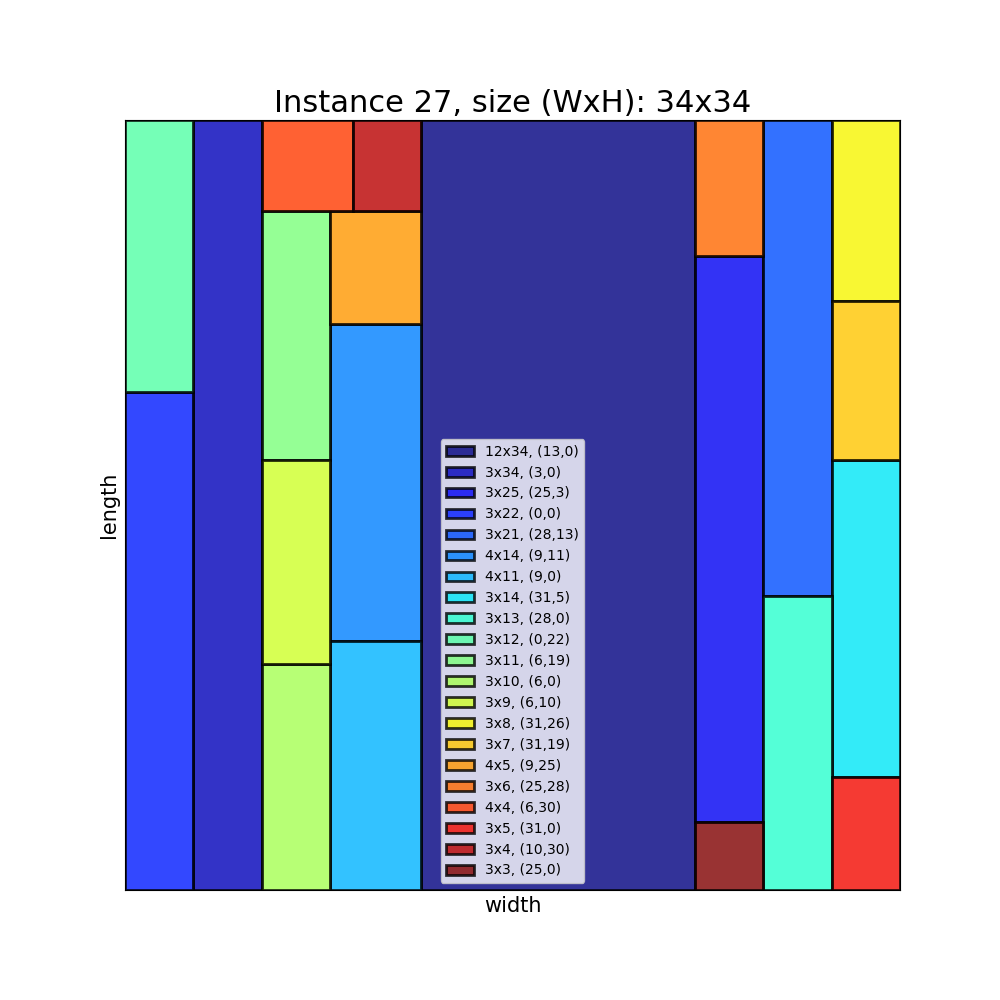 Instance 27, size (WxH): 34x34
length
12x34, (13,0)
3x34, (3,0)
3x25, (25,3)
3x22, (0,0)
3x21, (28,13)
4x14, (9,11)
4x11, (9,0)
3x14, (31,5)
3x13, (28,0)
3x12, (0,22)
3x11, (6,19)
3x10, (6,0)
3x9, (6,10)
3x8, (31,26)
3x7, (31,19)
4x5, (9,25)
3x6, (25,28)
4x4, (6,30)
3x5, (31,0)
3x4, (10,30)
3x3, (25,0)
width